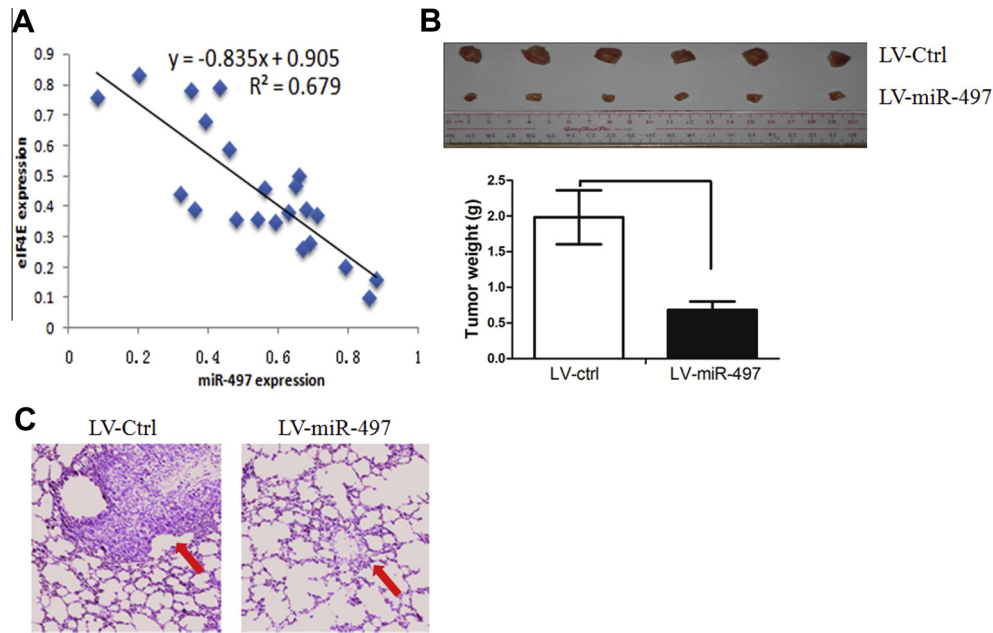 A
0.9
0.8
0.7
0.6
0.5
0.4
0.3
0.2
0.1
0
eIF4E expression
y = -0.835x + 0.905
R² = 0.679
0
0.2
0.4
0.6
0.8
1
miR-497 expression
B
LV-Ctrl
LV-miR-497
2.5
2.0
1.5
1.0
0.5
0.0
Tumor weight (g)
LV-ctrl
LV-miR-497
C
LV-Ctrl
LV-miR-497